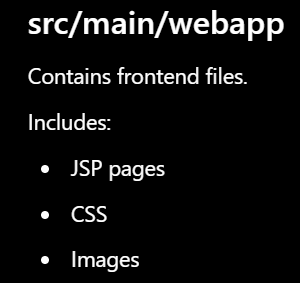 src/main/webapp
Contains frontend files.
Includes:
• JSP pages
• CSS
• Images